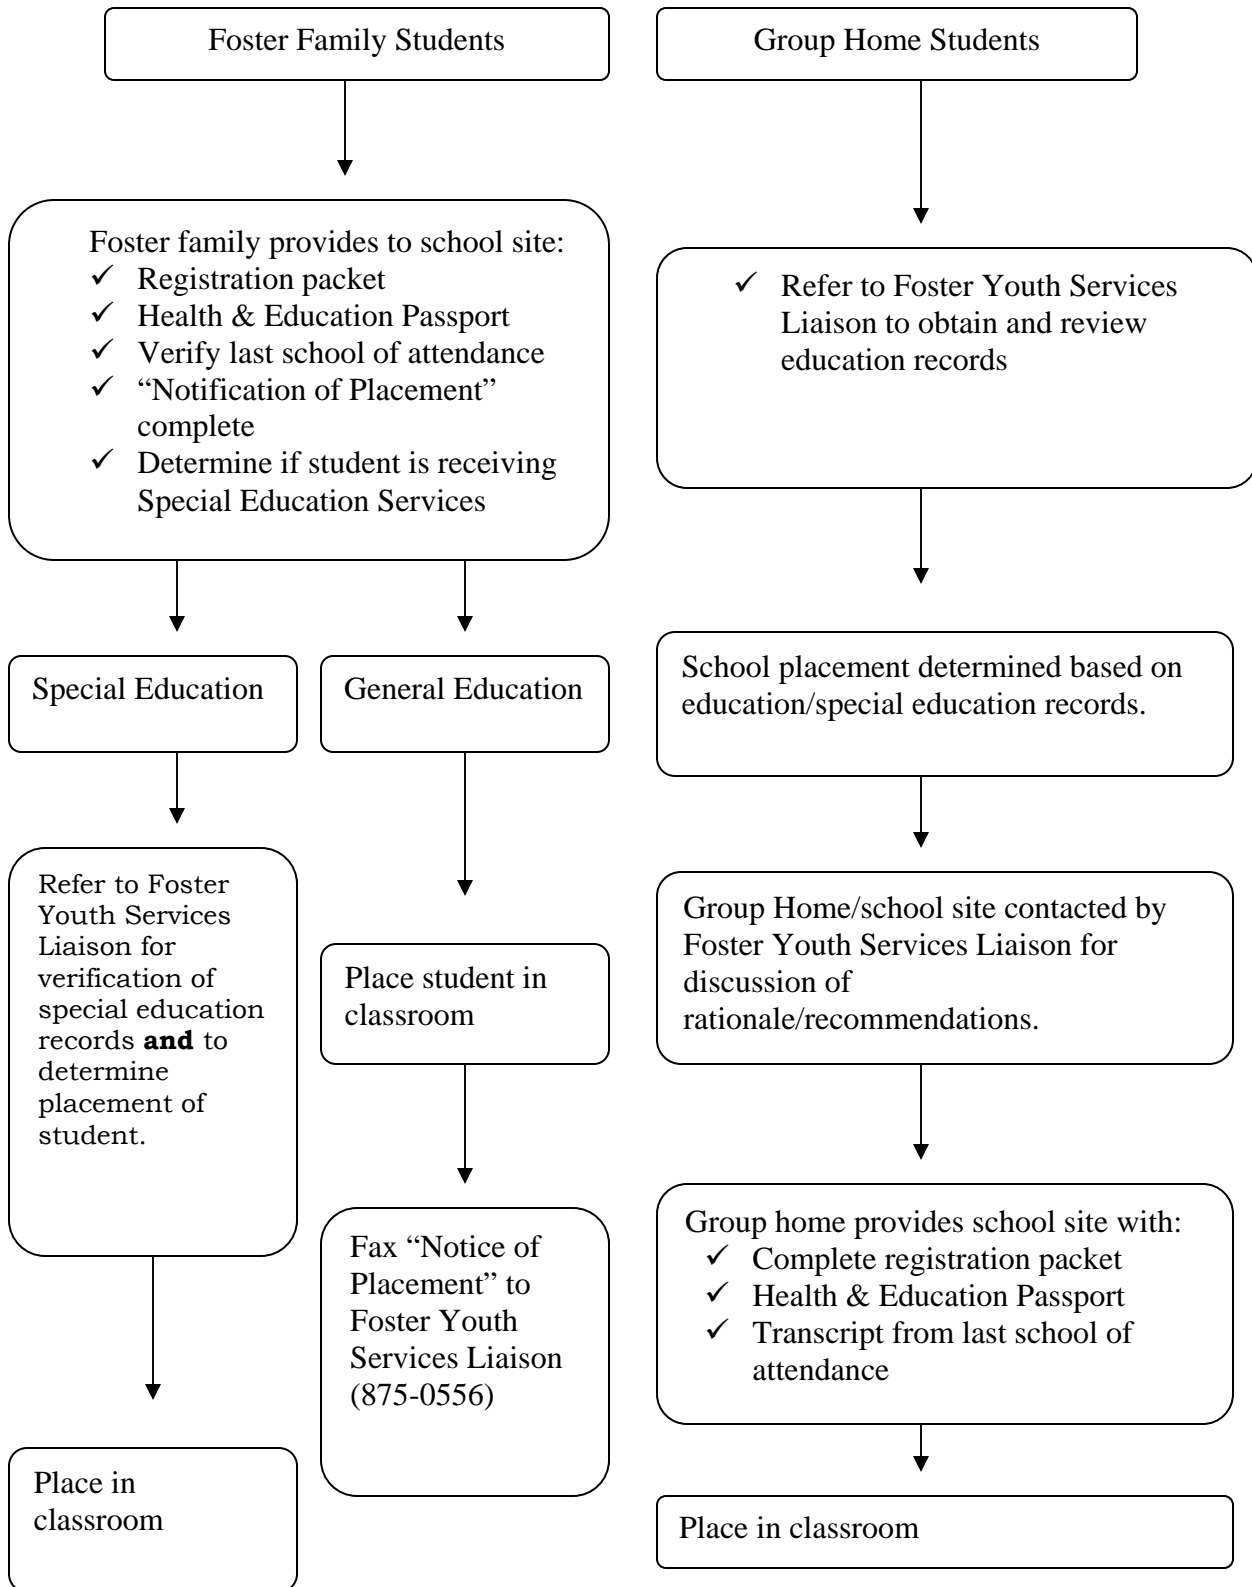 Foster Family Students
Group Home Students
Foster family provides to school site:
✓ Registration packet
✓ Health & Education Passport
✓ Verify last school of attendance
✓ “Notification of Placement”
complete
✓ Determine if student is receiving
Special Education Services
✓ Refer to Foster Youth Services
Liaison to obtain and review
education records
Special Education
General Education
School placement determined based on
education/special education records.
Refer to Foster
Youth Services
Liaison for
verification of
special education
records and to
determine
placement of
student.
Place student in
classroom
Group Home/school site contacted by
Foster Youth Services Liaison for
discussion of
rationale/recommendations.
Fax “Notice of
Placement” to
Foster Youth
Services Liaison
(875-0556)
Group home provides school site with:
✓ Complete registration packet
✓ Health & Education Passport
✓ Transcript from last school of
attendance
Place in
classroom
Place in classroom